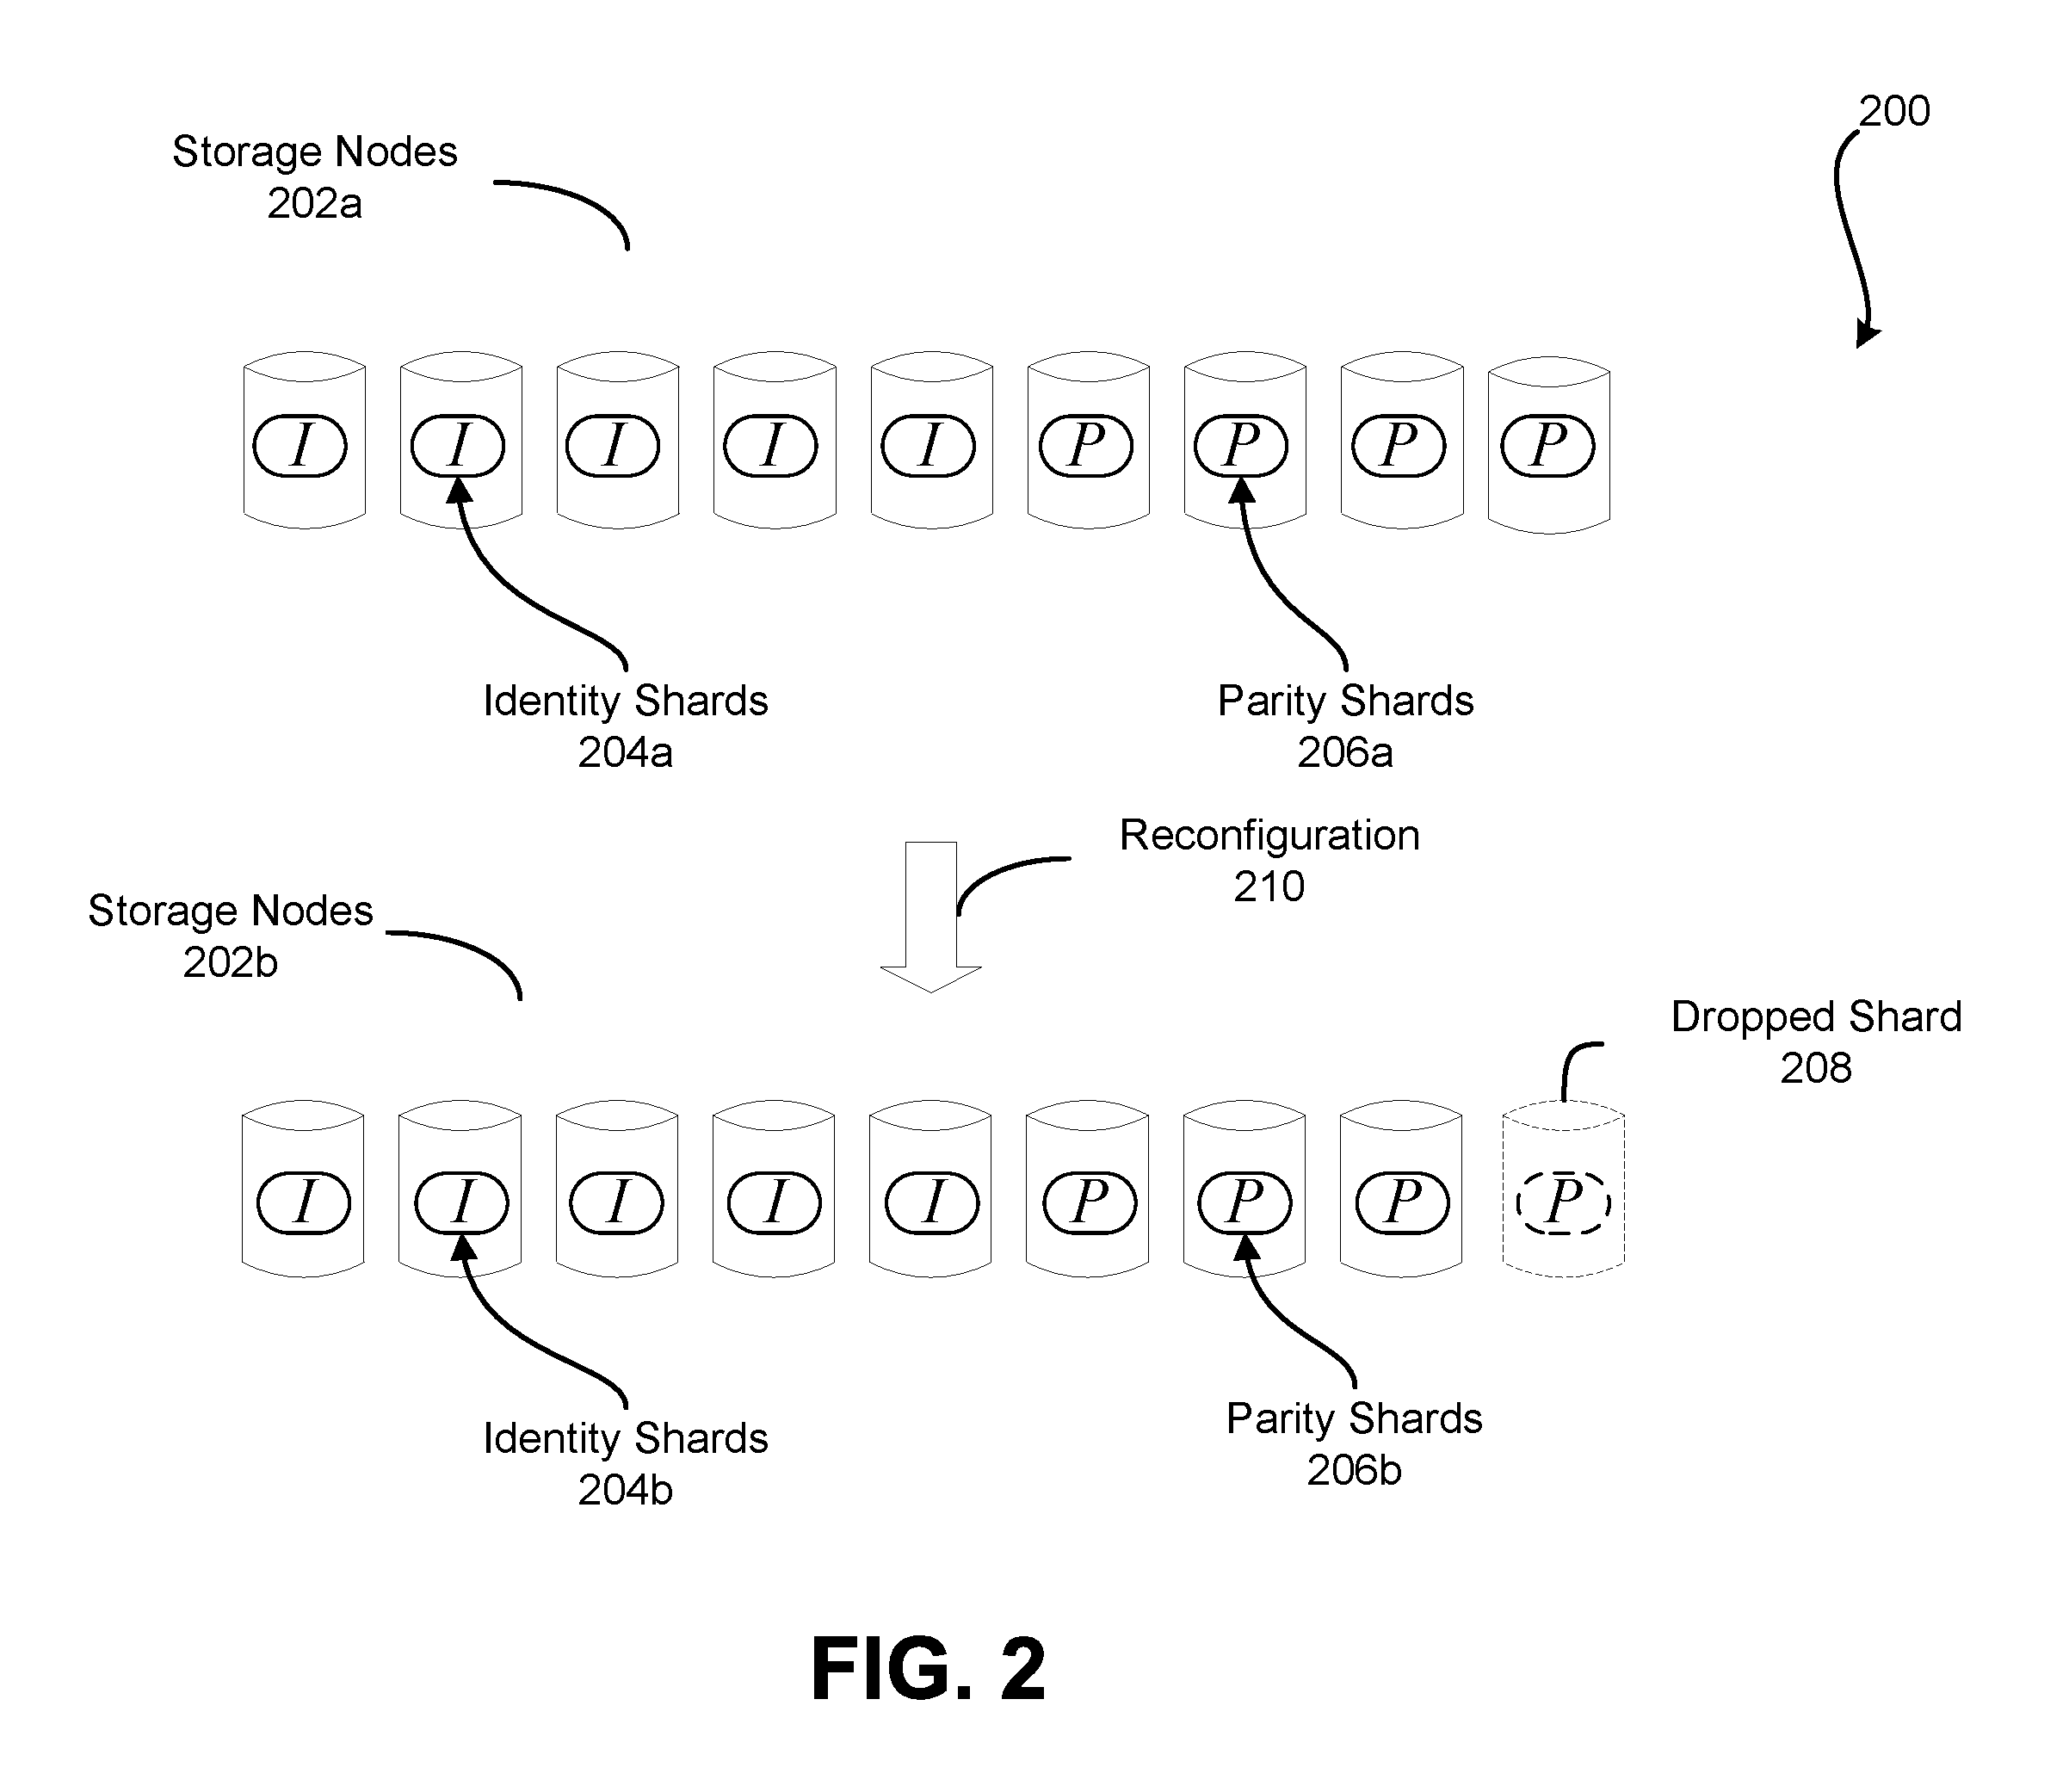 200
Storage Nodes
202a
I I I I I P P P P
Identity Shards
204a
Parity Shards
206a
Reconfiguration
210
Storage Nodes
202b
Dropped Shard
208
I I I I I P P P P
Identity Shards
204b
Parity Shards
206b
FIG. 2